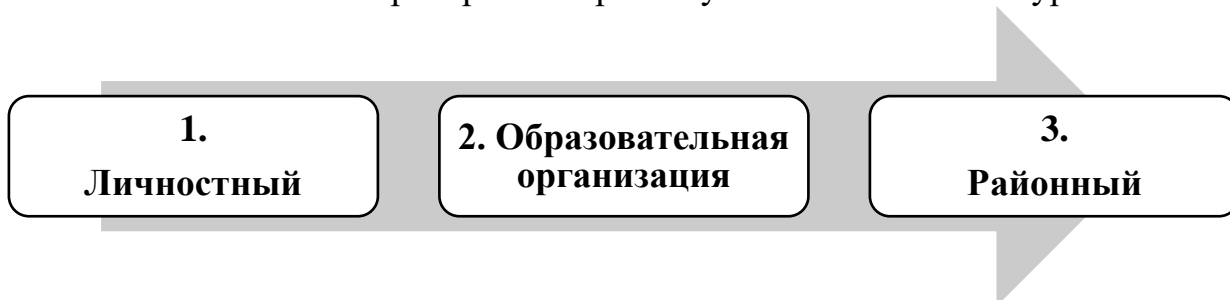 1.
Личностный
2. Образовательная
организация
3.
Районный